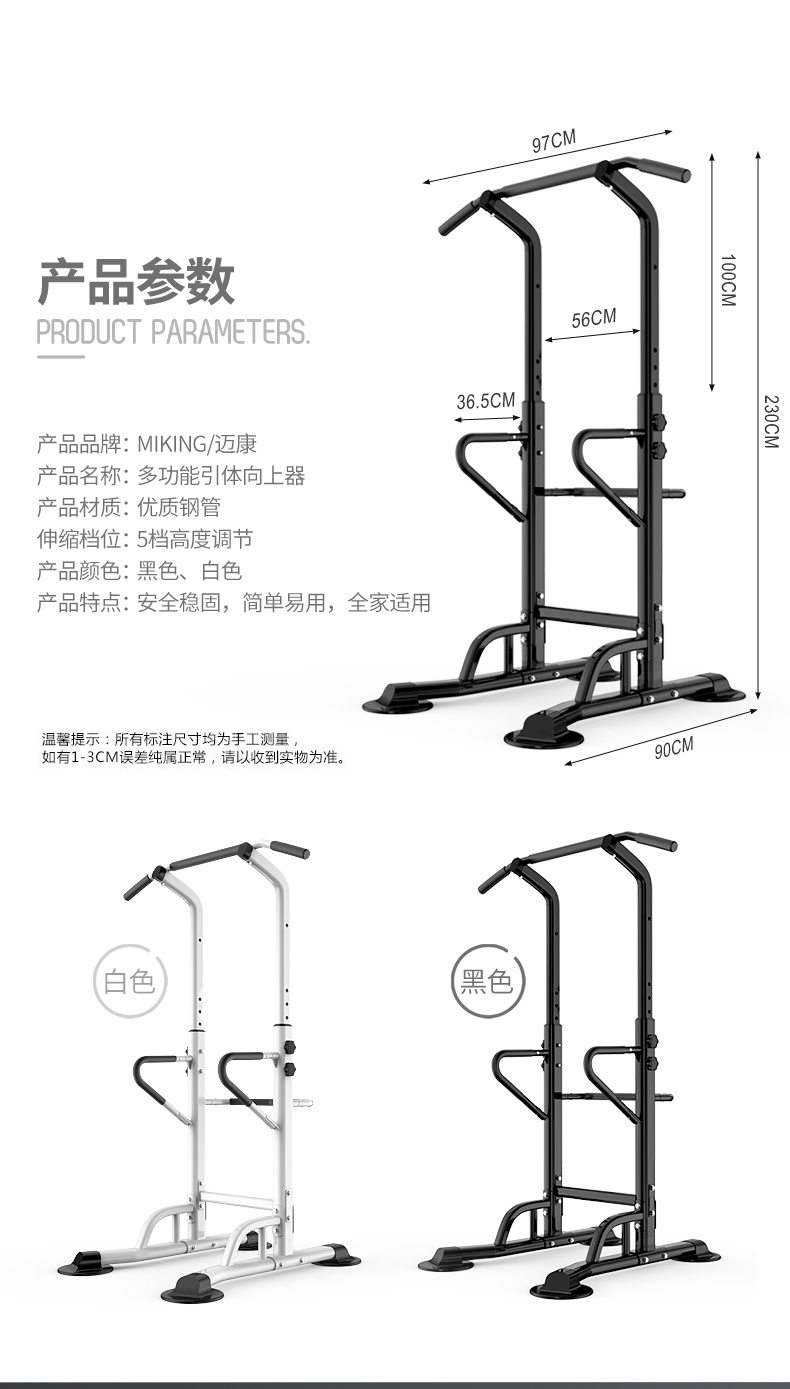 97CM
100CM
产品参数
PRODUCT PARAMETERS.
56CM
36.5CM
230CM
产品品牌：MIKING/迈康
产品名称：多功能引体向上器
产品材质：优质钢管
伸缩档位：5档高度调节
产品颜色：黑色、白色
产品特点：安全稳固，简单易用，全家适用
温馨提示：所有标注尺寸均为手工测量，
如有1-3CM误差纯属正常，请以收到实物为准。
90CM
白色
黑色